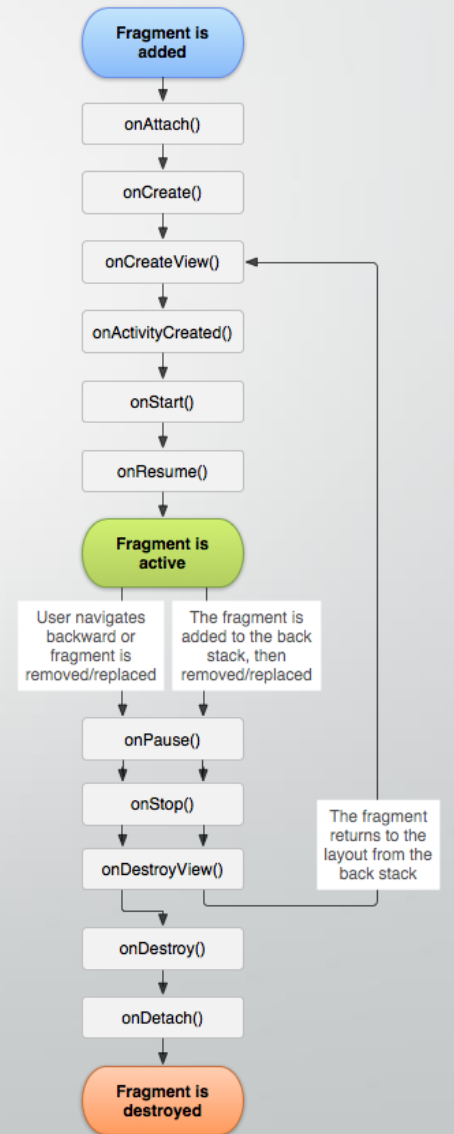 Fragment is
added
onAttach()
onCreate()
onCreateView()
onActivityCreated()
onStart()
onResume()
Fragment is
active
User navigates
backward or
fragment is
removed/replaced
The fragment is
added to the back
stack, then
removed/replaced
onPause()
onStop()
The fragment
returns to the
layout from the
back stack
onDestroyView()
onDestroy()
onDetach()
Fragment is
destroyed